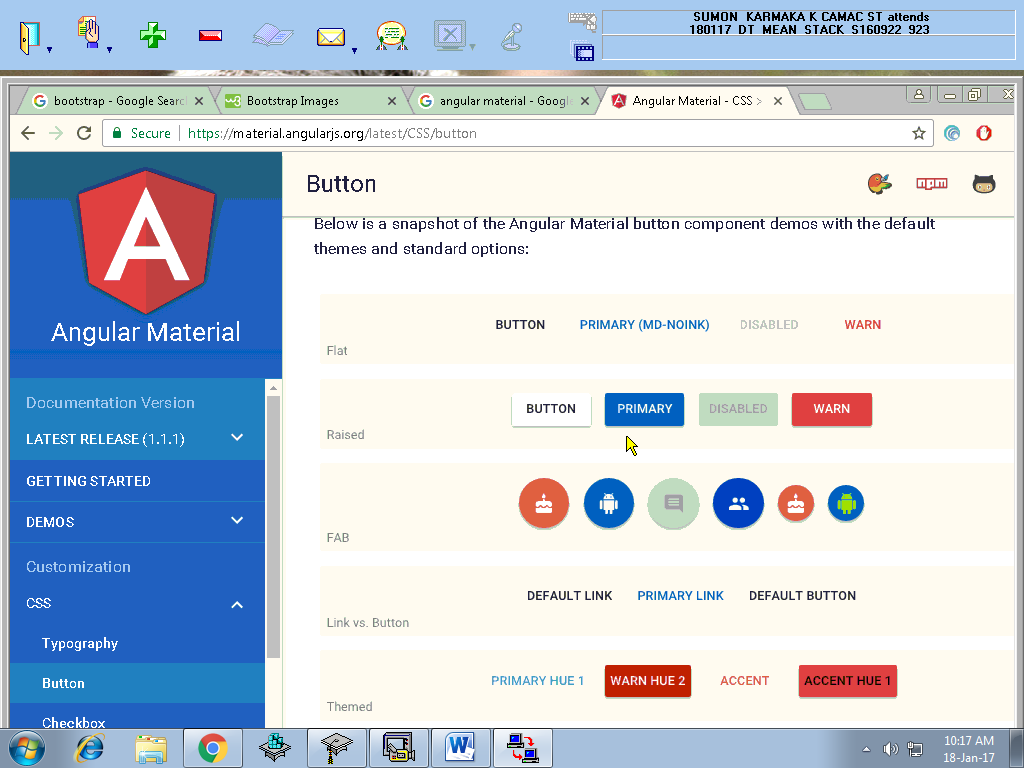 SUMON KARMAKA K CAMAC ST attends
180117 DT MEAN STACK S160922 923
bootstrap - Google Searc
w3
Bootstrap Images
angular material - Googl
Angular Material - CSS >
Secure
https://material.angularjs.org/latest/CSS/button
A
Angular Material
Button
npm
Below is a snapshot of the Angular Material button component demos with the default
themes and standard options:
BUTTON PRIMARY (MD-NOINK) DISABLED WARN
Flat
BUTTON PRIMARY DISABLED WARN
Raised
FAB
DEFAULT LINK PRIMARY LINK DEFAULT BUTTON
Link vs. Button
PRIMARY HUE 1 WARN HUE 2 ACCENT ACCENT HUE 1
Themed
Documentation Version
LATEST RELEASE (1.1.1)
GETTING STARTED
DEMOS
Customization
CSS
Typography
Button
Checkbox
W
10:17 AM
18-Jan-17